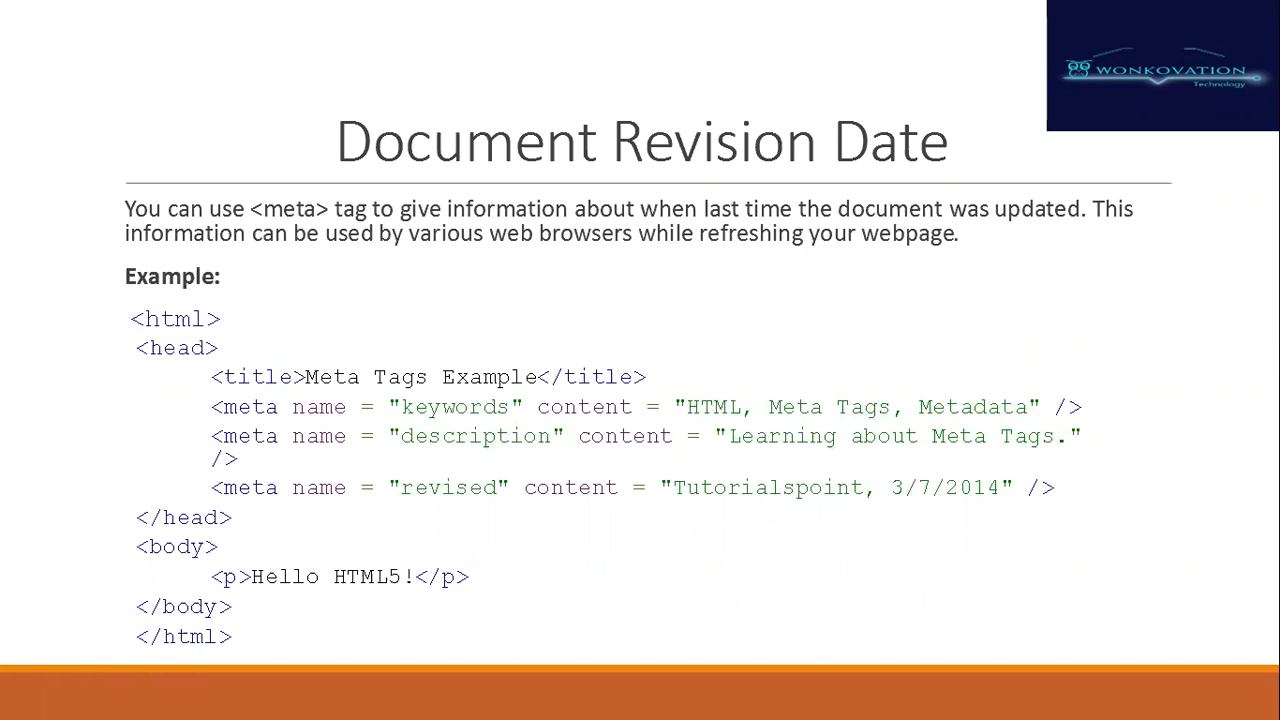 WONKOVATION
Technology
Document Revision Date
You can use <meta> tag to give information about when last time the document was updated. This
information can be used by various web browsers while refreshing your webpage.
Example:
<html>
<head>
<title>Meta Tags Example</title>
<meta name = "keywords" content = "HTML, Meta Tags, Metadata" />
<meta name = "description" content = "Learning about Meta Tags."
/>
<meta name = "revised" content = "Tutorialspoint, 3/7/2014" />
</head>
<body>
<p>Hello HTML5!</p>
</body>
</html>